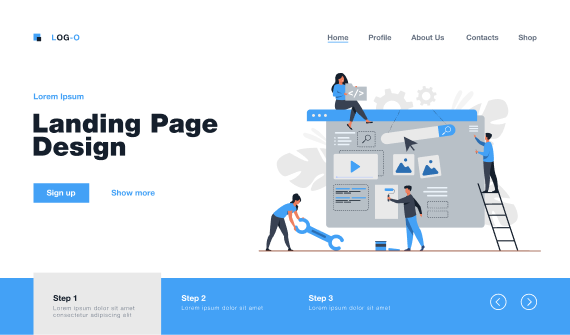 LOG-O
Home Profile About Us Contacts Shop
Lorem Ipsum
Landing Page
Design
Sign up Show more
</>
Step 1
Lorem ipsum dolor sit amet
consectetur adipiscing elit
Step 2
Lorem ipsum dolor sit amet
Step 3
Lorem ipsum dolor sit amet